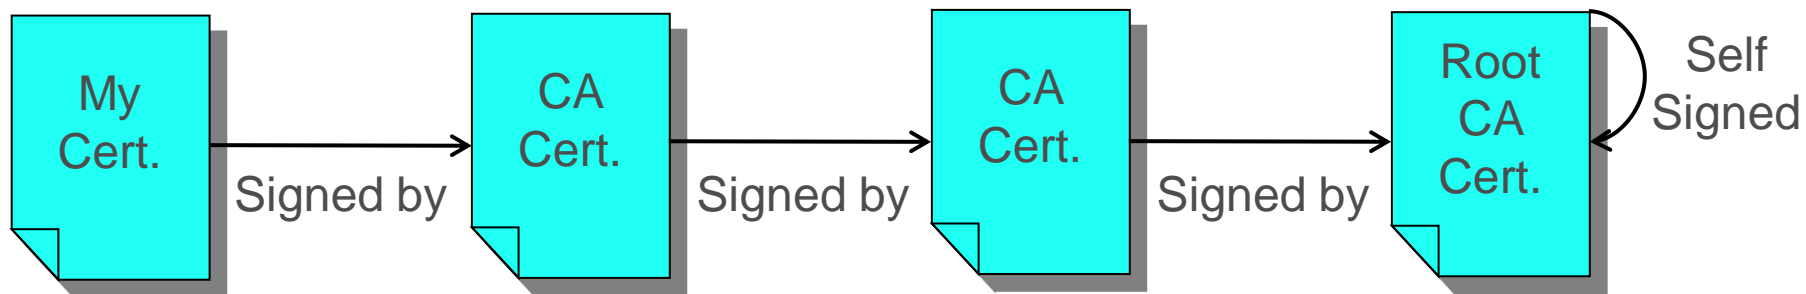 My
Cert.
Signed by
CA
Cert.
Signed by
CA
Cert.
Signed by
Root
CA
Cert.
Self
Signed